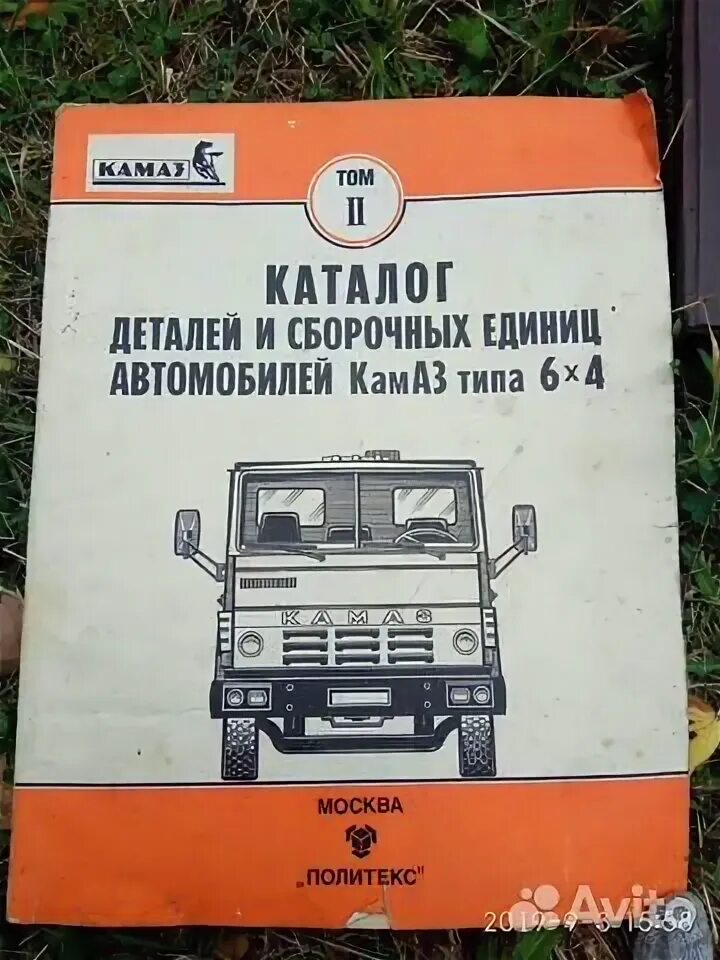 КАМАЗ
ТОМ
II
КАТАЛОГ
ДЕТАЛЕЙ И СБОРОЧНЫХ ЕДИНИЦ
АВТОМОБИЛЕЙ КамАЗ типа 6×4
КАМАЗ
МОСКВА
„ПОЛИТЕКС"
Avito
2019-9-3 15:58